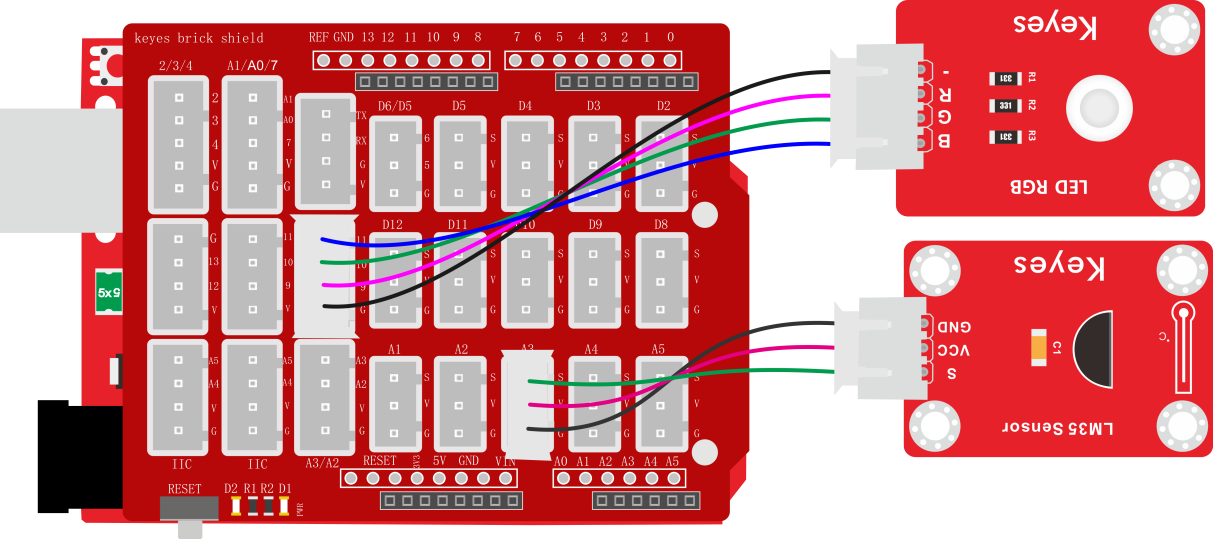 keyes brick shield
REF GND 13 12 11 10 9 8
7 6 5 4 3 2 1 0
2/3/4
A1/A0/7
2
3
4
V
G
A1
A0
7
V
G
TX
RX
G
V
D6/D5
D5
D4
D3
D2
6
5
G
S
V
G
S
V
G
S
V
G
S
V
G
G
13
12
V
11
10
9
G
11
10
9
G
D12
D11
D10
D9
D8
S
V
G
S
V
G
S
V
G
S
V
G
S
V
G
A5
A4
V
G
A5
A4
V
G
A3
A2
V
G
A1
A2
A3
A4
A5
S
V
G
S
V
G
S
V
G
S
V
G
S
V
G
IIC
IIC
A3/A2
RESET 3V3 5V GND VIN
A0 A1 A2 A3 A4 A5
RESET
D2 R1 R2 D1
PWR
5x5
Keyes
-
R
G
B
331 R1
331 R2
331 R3
LED RGB
Keyes
GND
VCC
S
C1
°C
LM35 Sensor